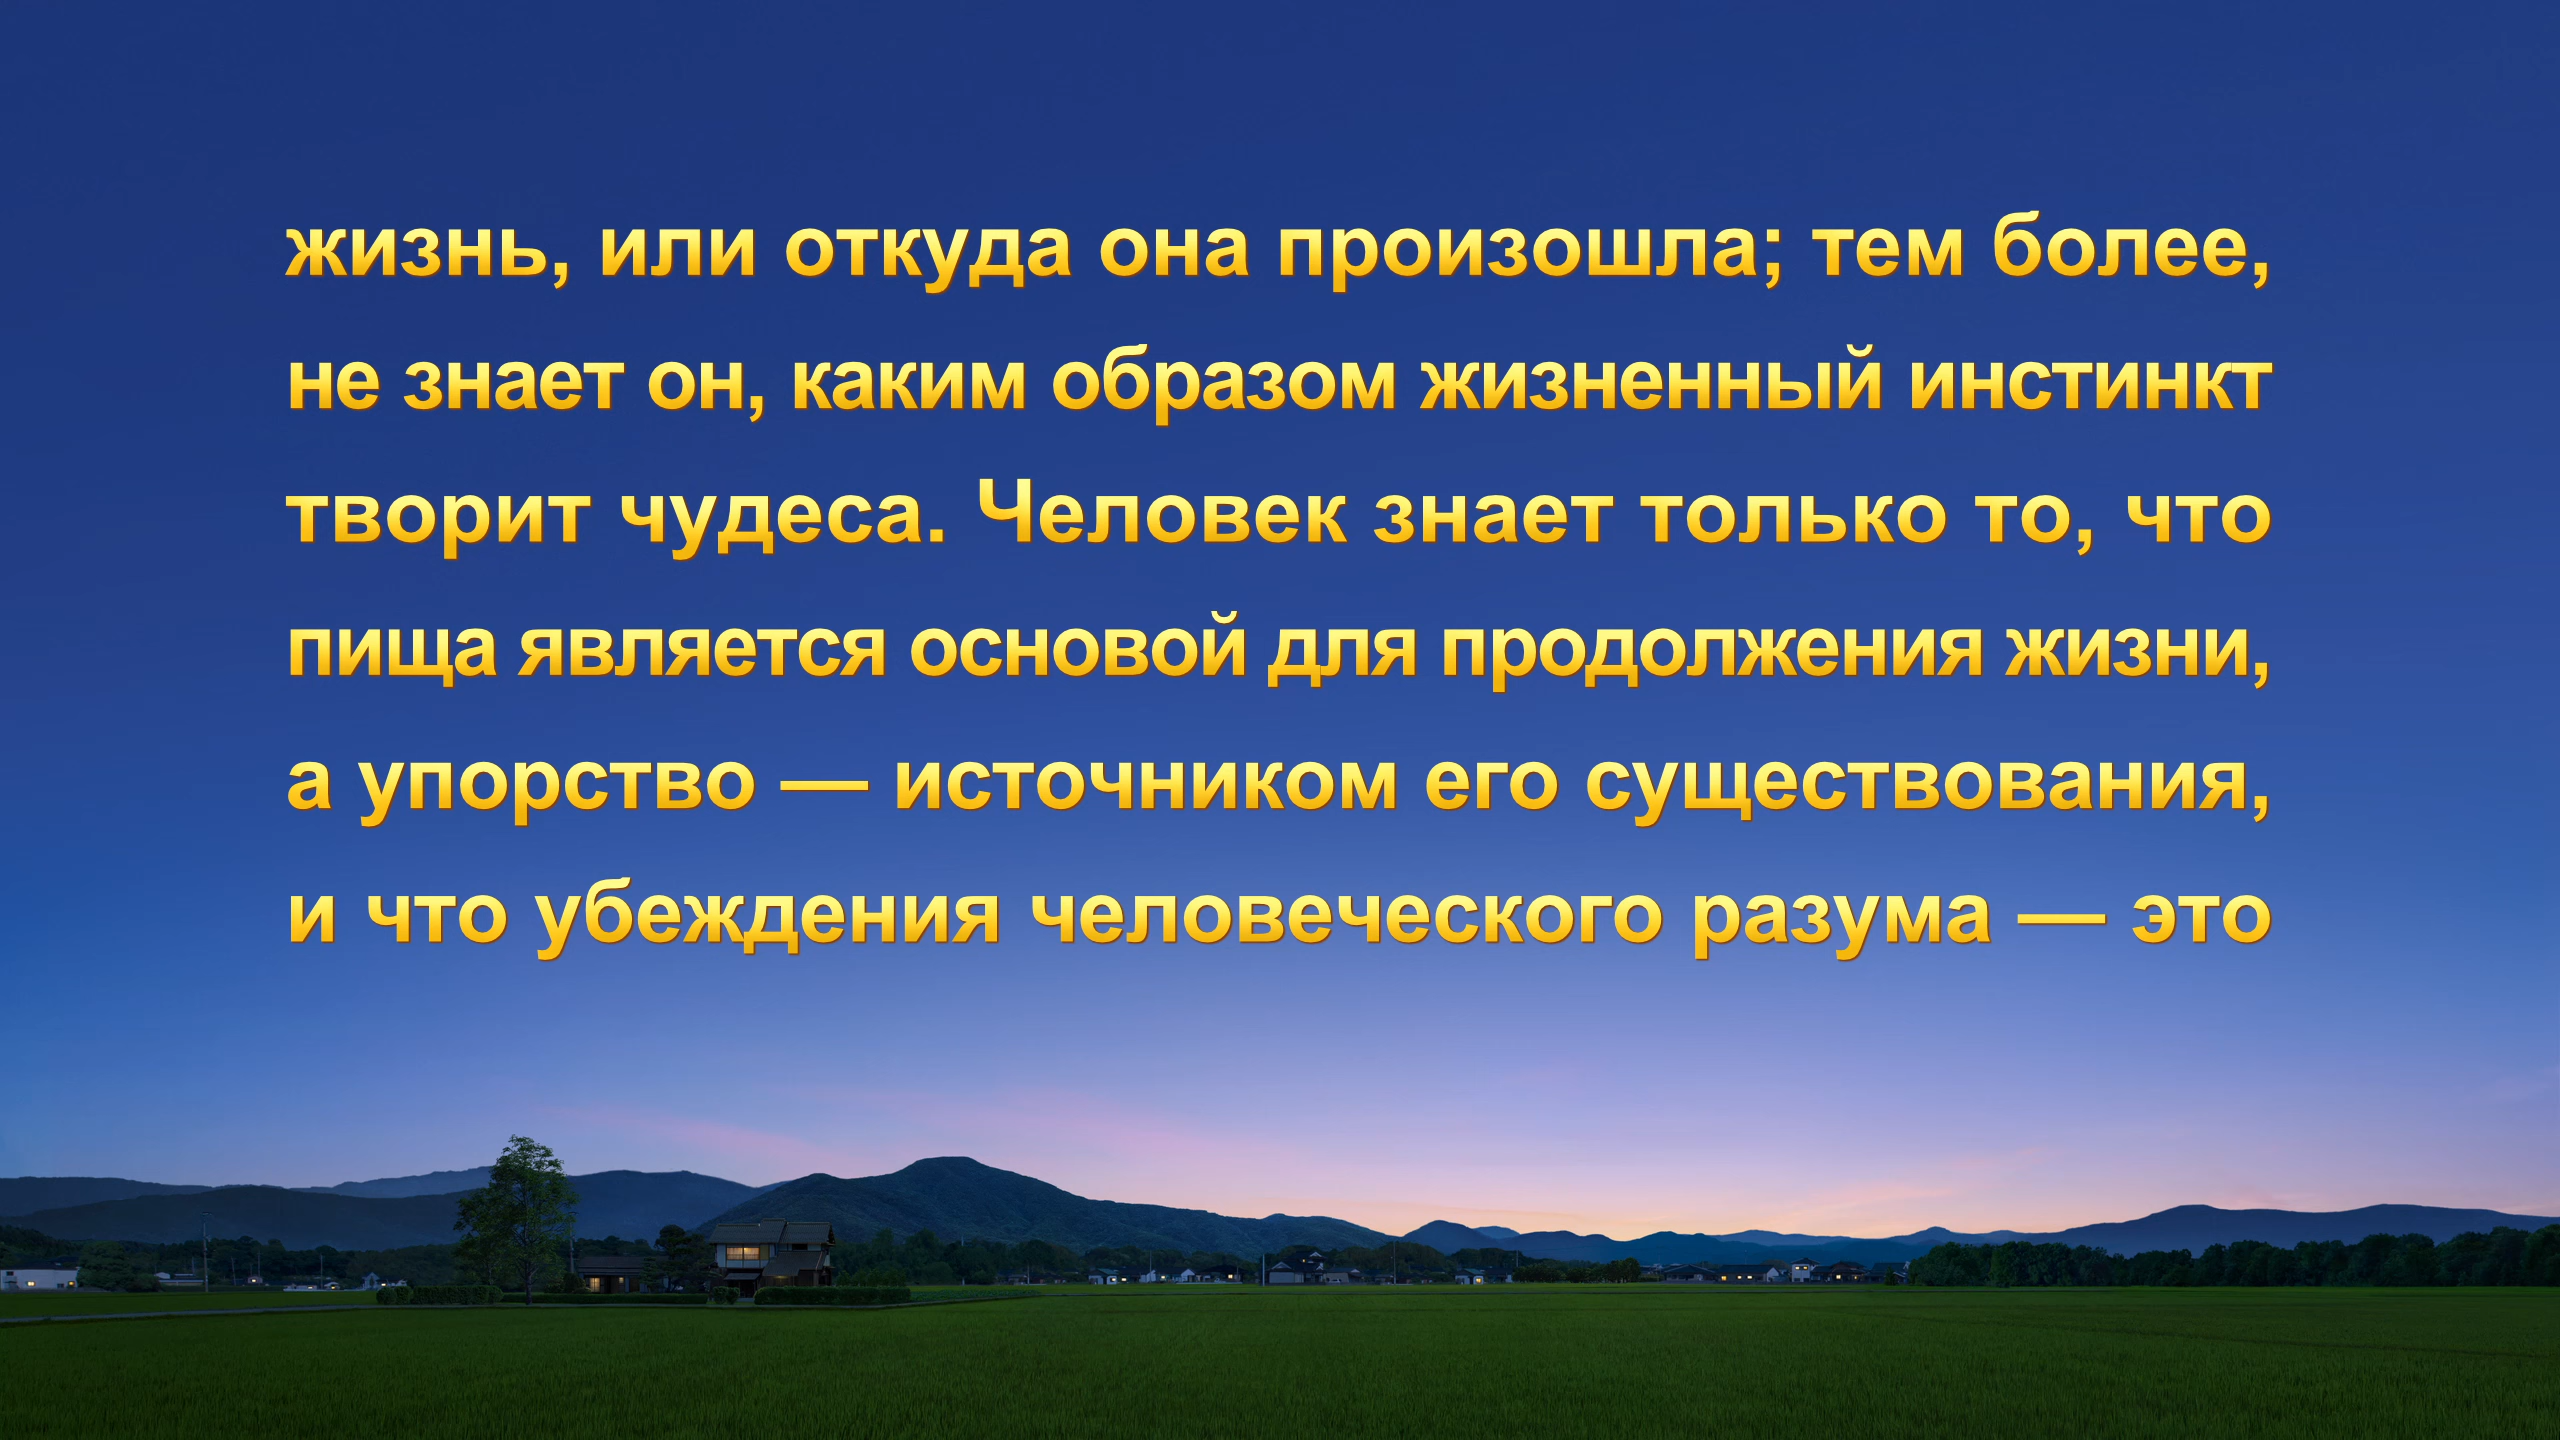 жизнь, или откуда она произошла; тем более,
не знает он, каким образом жизненный инстинкт
творит чудеса. Человек знает только то, что
пища является основой для продолжения жизни,
а упорство — источником его существования,
и что убеждения человеческого разума — это